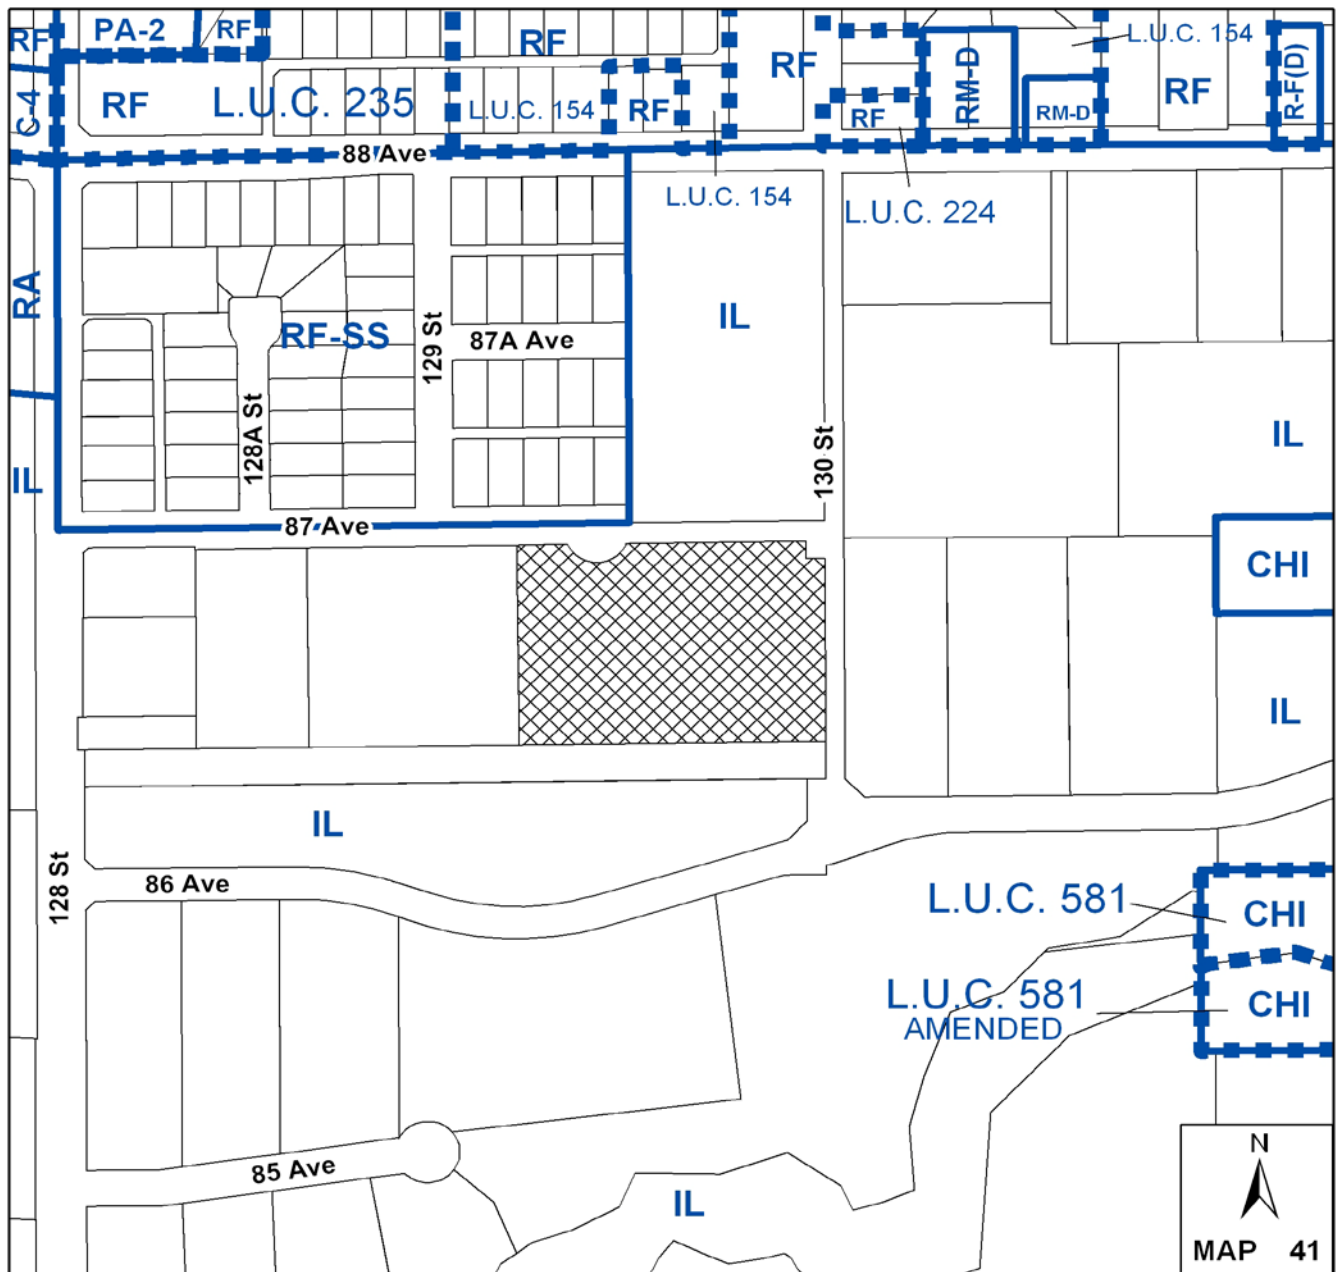 RF
PA-2
RF
RF
L.U.C. 154
C-4
RF
L.U.C. 235
L.U.C. 154
RF
RF
RF
RM-D
RM-D
RF
R-F(D)
88 Ave
L.U.C. 154
L.U.C. 224
RA
RF-SS
129 St
87A Ave
IL
128A St
130 St
IL
IL
87 Ave
CHI
IL
IL
128 St
86 Ave
L.U.C. 581
CHI
L.U.C. 581
AMENDED
CHI
85 Ave
IL
N
MAP 41